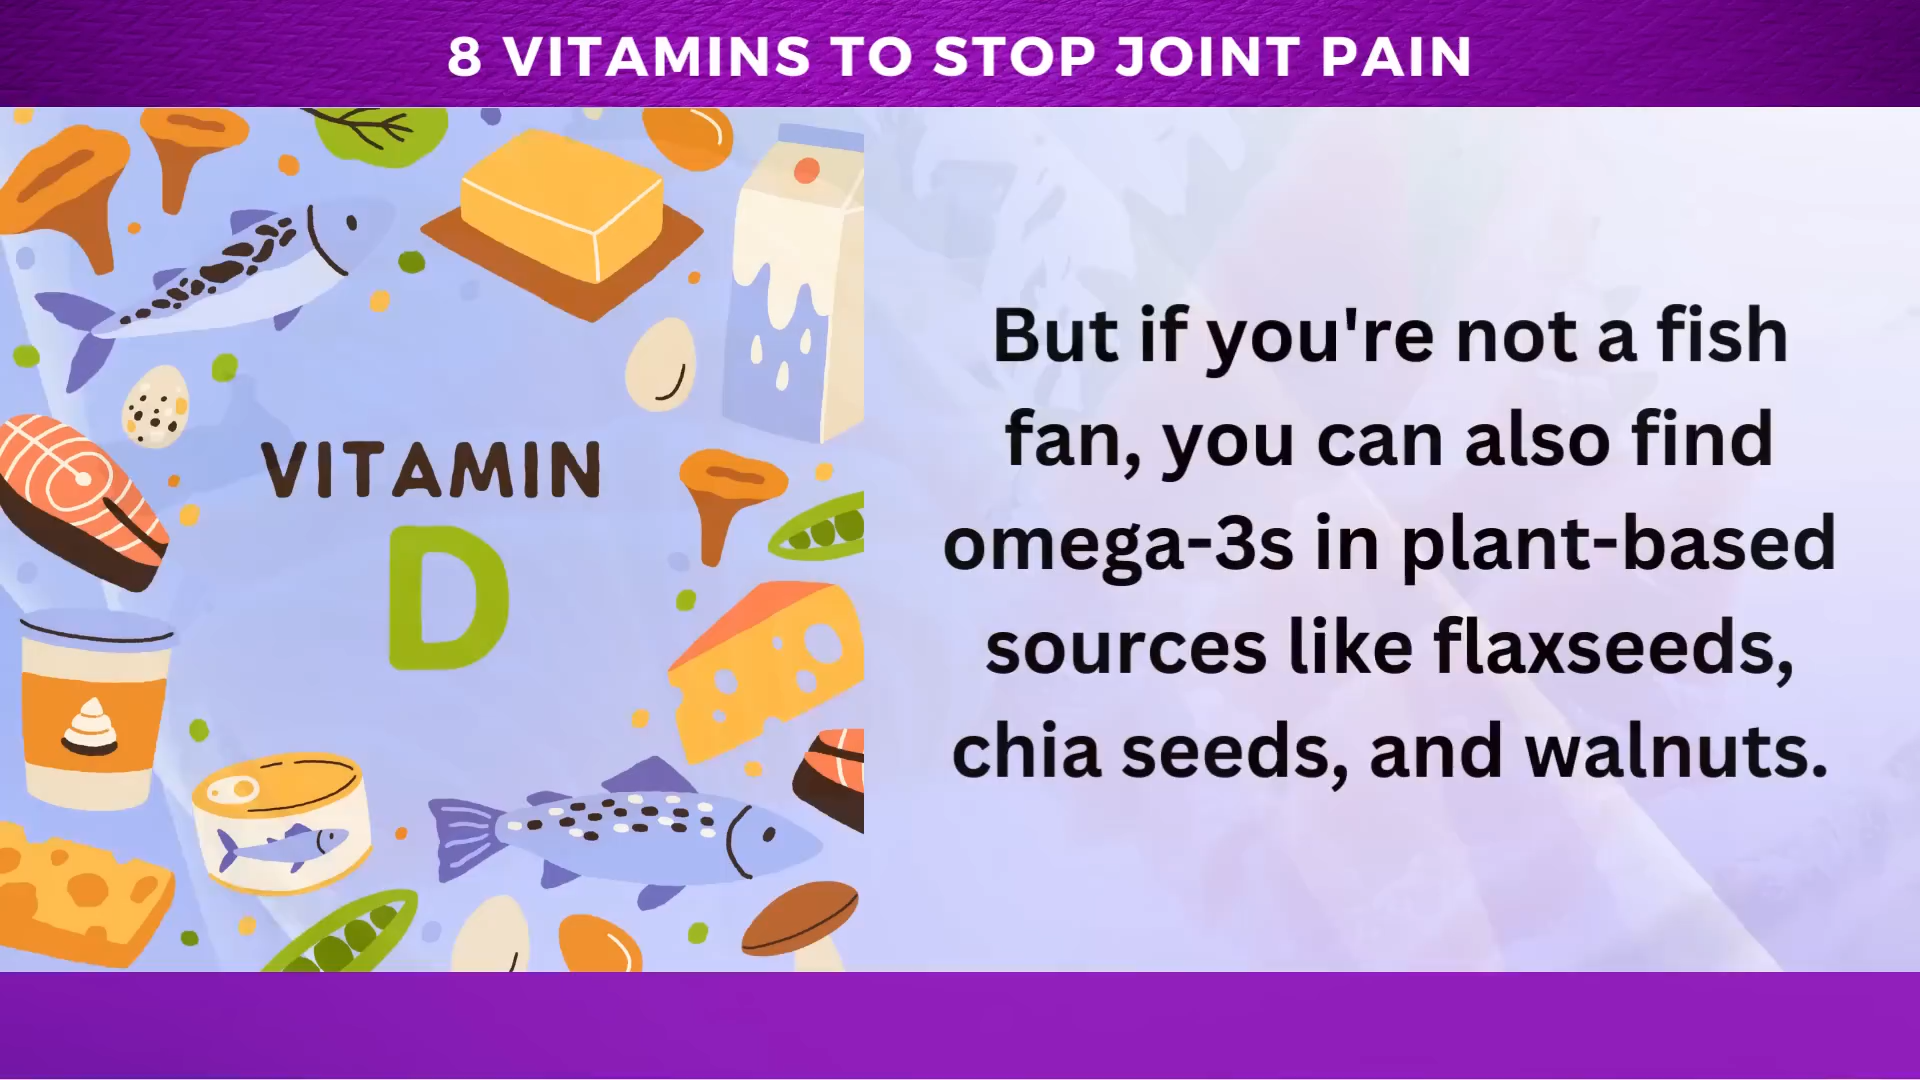 8 VITAMINS TO STOP JOINT PAIN
VITAMIN
D
But if you're not a fish
fan, you can also find
omega-3s in plant-based
sources like flaxseeds,
chia seeds, and walnuts.